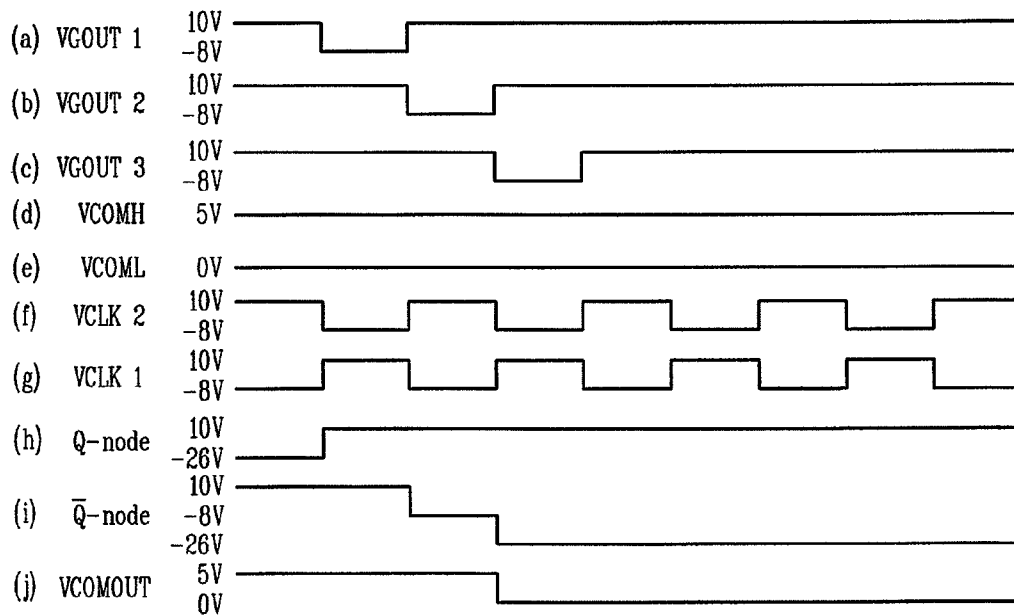 (a) VGOUT 1 10V -8V
(b) VGOUT 2 10V -8V
(c) VGOUT 3 10V -8V
(d) VCOMH 5V
(e) VCOML 0V
(f) VCLK 2 10V -8V
(g) VCLK 1 10V -8V
(h) Q-node 10V -26V
(i) Q̅-node 10V -8V -26V
(j) VCOMOUT 5V 0V